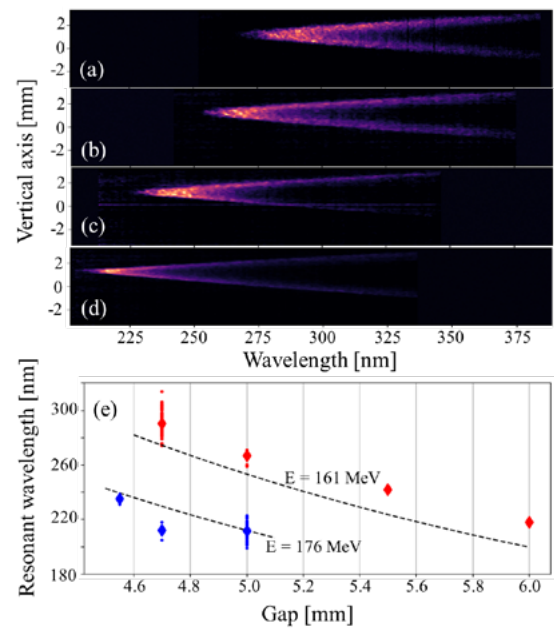 2
0
-2
(a)
2
0
-2
(b)
2
0
-2
(c)
2
0
-2
(d)
Vertical axis [mm]
225 250 275 300 325 350 375
Wavelength [nm]
(e)
300
260
220
180
Resonant wavelength [nm]
E = 161 MeV
E = 176 MeV
4.6 4.8 5.0 5.2 5.4 5.6 5.8 6.0
Gap [mm]